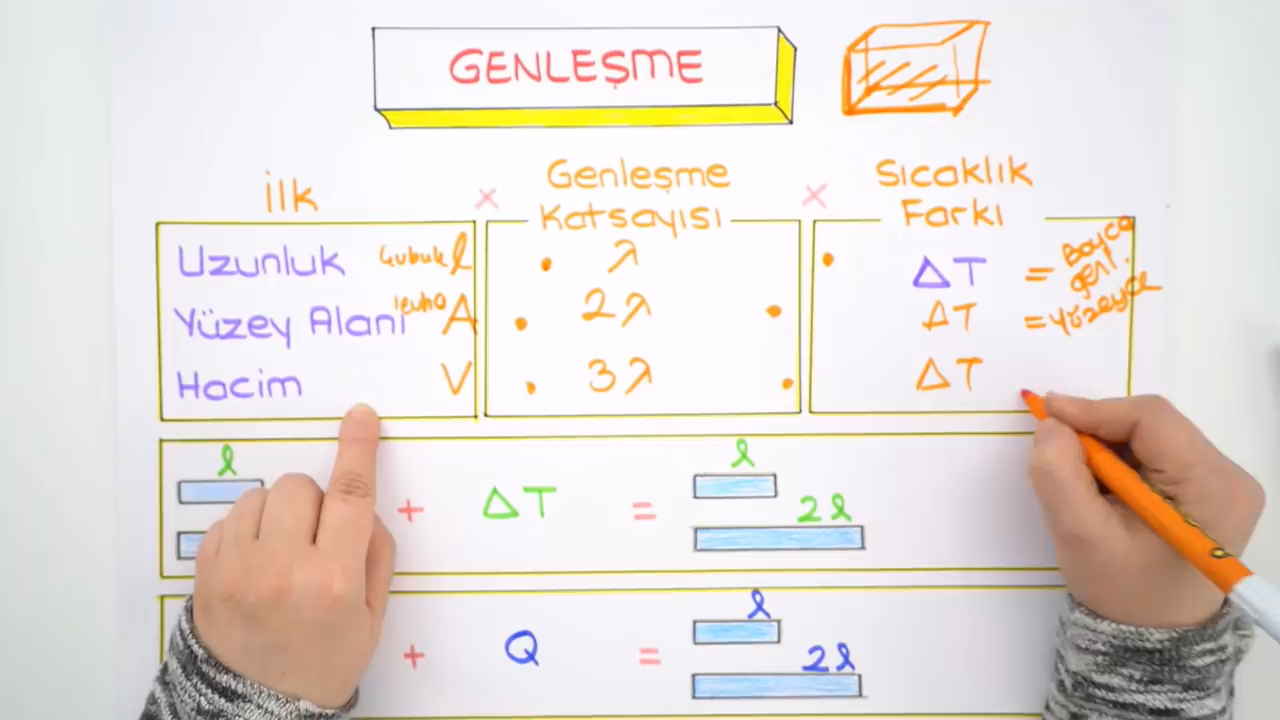 GENLEŞME
İlk x Genleşme Katsayısı x Sıcaklık Farkı
Uzunluk Çubuk l • λ • ΔT = Boyca genl.
Yüzey Alanı levha A • 2λ • ΔT = Yüzeyce
Hacim V • 3λ • ΔT
l + ΔT = l
2l
+ Q = l
2l